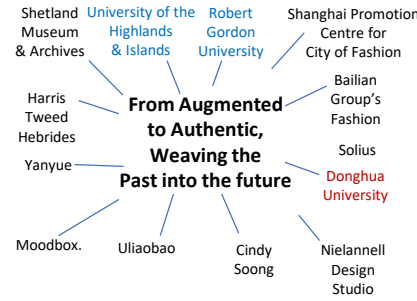 Shetland
Museum
& Archives
University of the
Highlands
& Islands
Robert
Gordon
University
Shanghai Promotion
Centre for
City of Fashion
Harris
Tweed
Hebrides
From Augmented
to Authentic,
Weaving the
Past into the future
Bailian
Group's
Fashion
Yanyue
Solius
Donghua
University
Moodbox.
Uliaobao
Cindy
Soong
Nielannell
Design
Studio